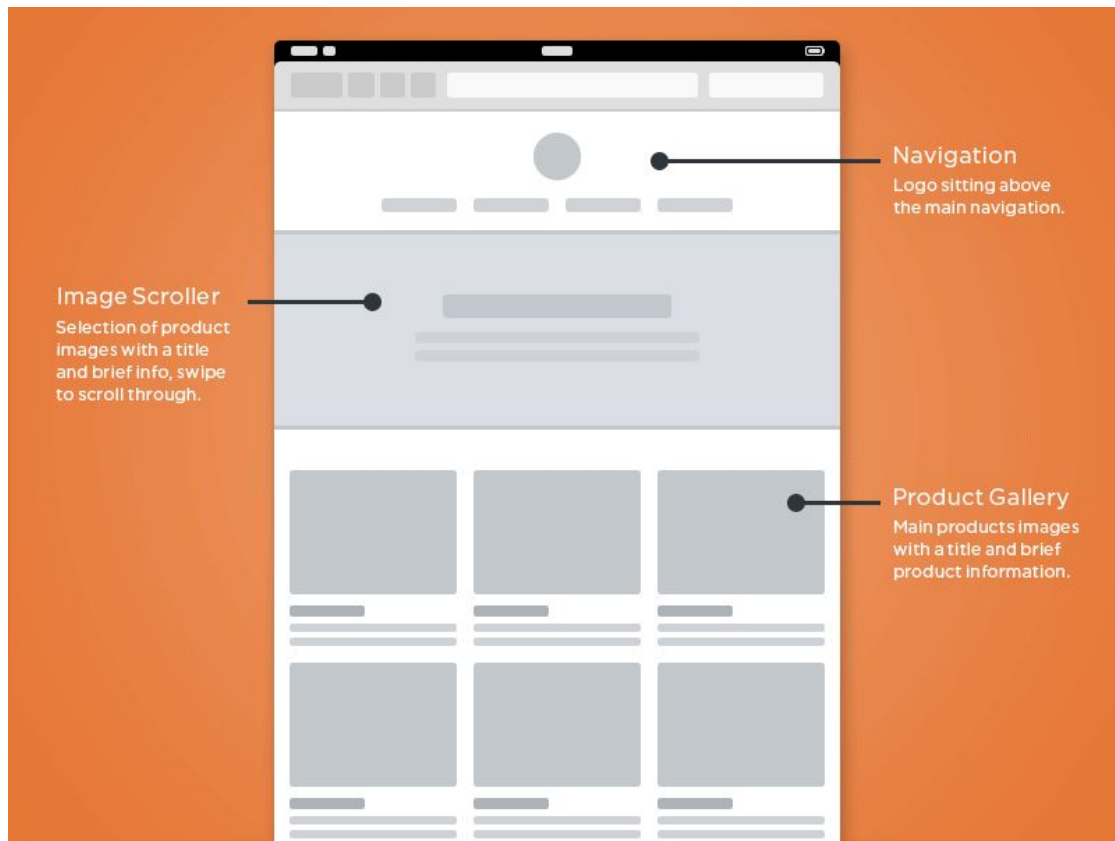 Navigation
Logo sitting above
the main navigation.
Image Scroller
Selection of product
images with a title
and brief info, swipe
to scroll through.
Product Gallery
Main products images
with a title and brief
product information.